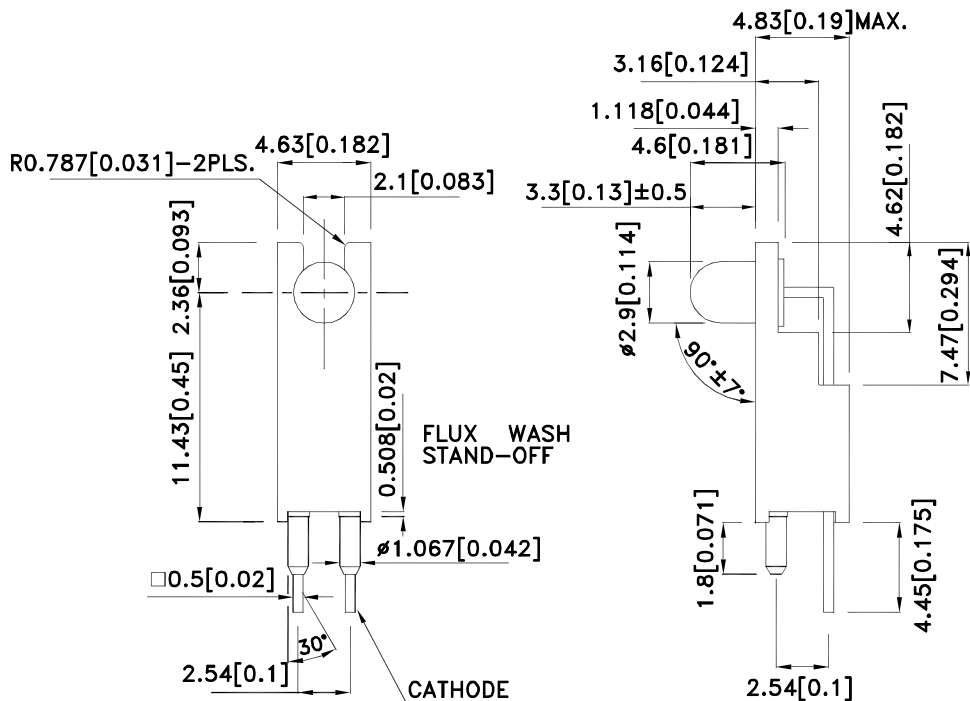 4.83[0.19]MAX.
3.16[0.124]
1.118[0.044]
4.63[0.182]
4.6[0.181]
R0.787[0.031]-2PLS.
2.1[0.083]
3.3[0.13]±0.5
4.62[0.182]
2.36[0.093]
ø2.9[0.114]
7.47[0.294]
90°±7°
11.43[0.45]
0.508[0.02]
FLUX WASH
STAND-OFF
ø1.067[0.042]
1.8[0.071]
4.45[0.175]
□0.5[0.02]
30°
2.54[0.1]
CATHODE
2.54[0.1]